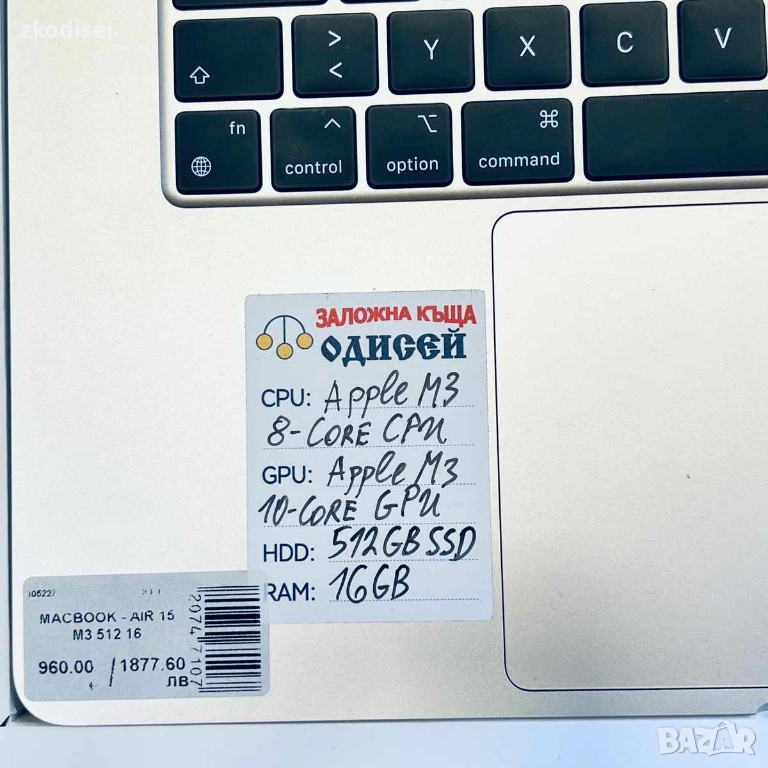 zkodisei
> <
Y
X
C
V
fn
control
option
command
ЗАЛОЖНА КЪЩА
ОДИСЕЙ
CPU: Apple M3
8-CORE CPU
GPU: Apple M3
10-CORE GPU
HDD: 512GB SSD
RAM: 16GB
MACBOOK - AIR 15
M3 512 16
960.00 / 1877.60
ЛВ
BAZAR